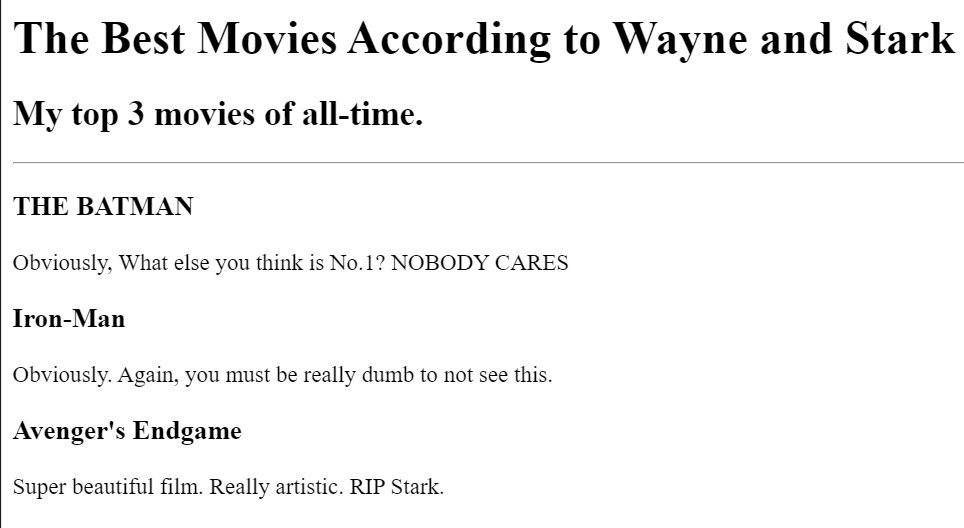 The Best Movies According to Wayne and Stark
My top 3 movies of all-time.
THE BATMAN
Obviously, What else you think is No.1? NOBODY CARES
Iron-Man
Obviously. Again, you must be really dumb to not see this.
Avenger's Endgame
Super beautiful film. Really artistic. RIP Stark.